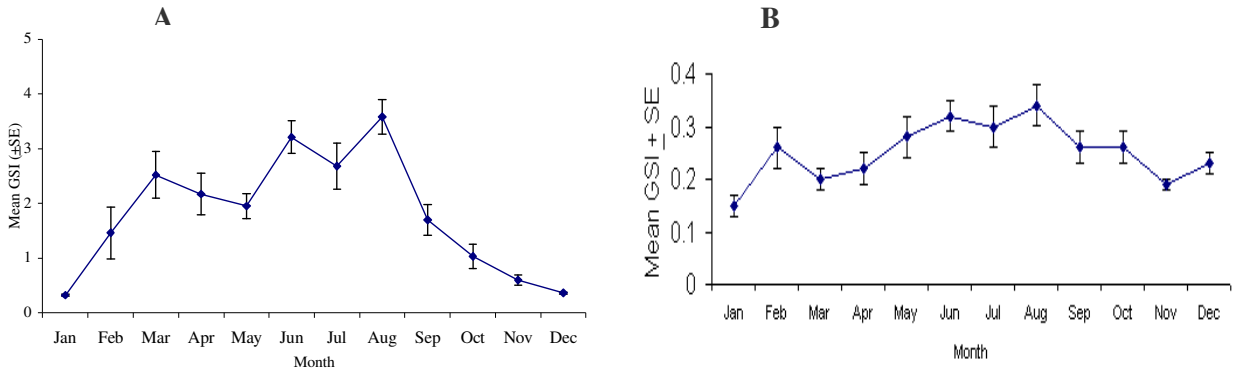 A
5
4
3
2
1
0
Mean GSI (±SE)
Jan Feb Mar Apr May Jun Jul Aug Sep Oct Nov Dec
Month
B
0.4
0.3
0.2
0.1
0
Mean GSI ± SE
Jan Feb Mar Apr May Jun Jul Aug Sep Oct Nov Dec
Month